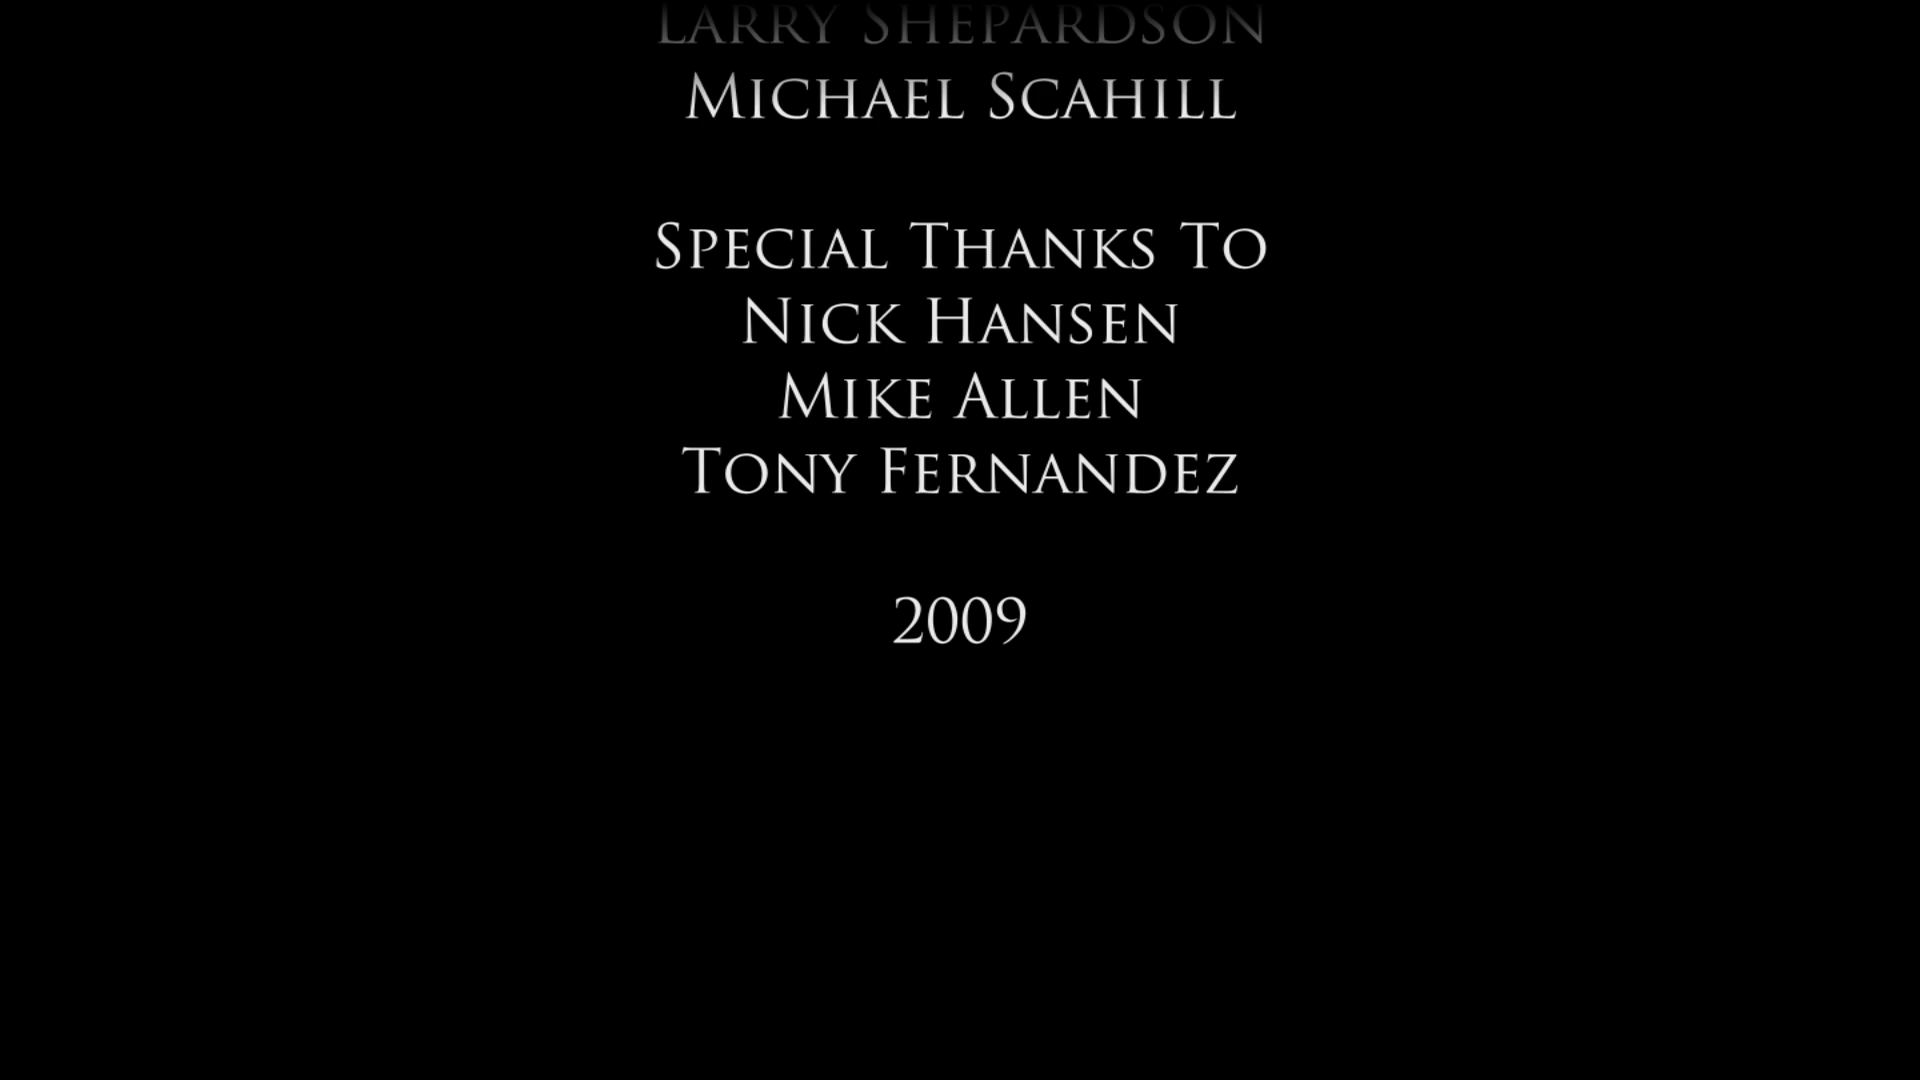 Larry Shepardson
Michael Scahill
Special Thanks To
Nick Hansen
Mike Allen
Tony Fernandez
2009